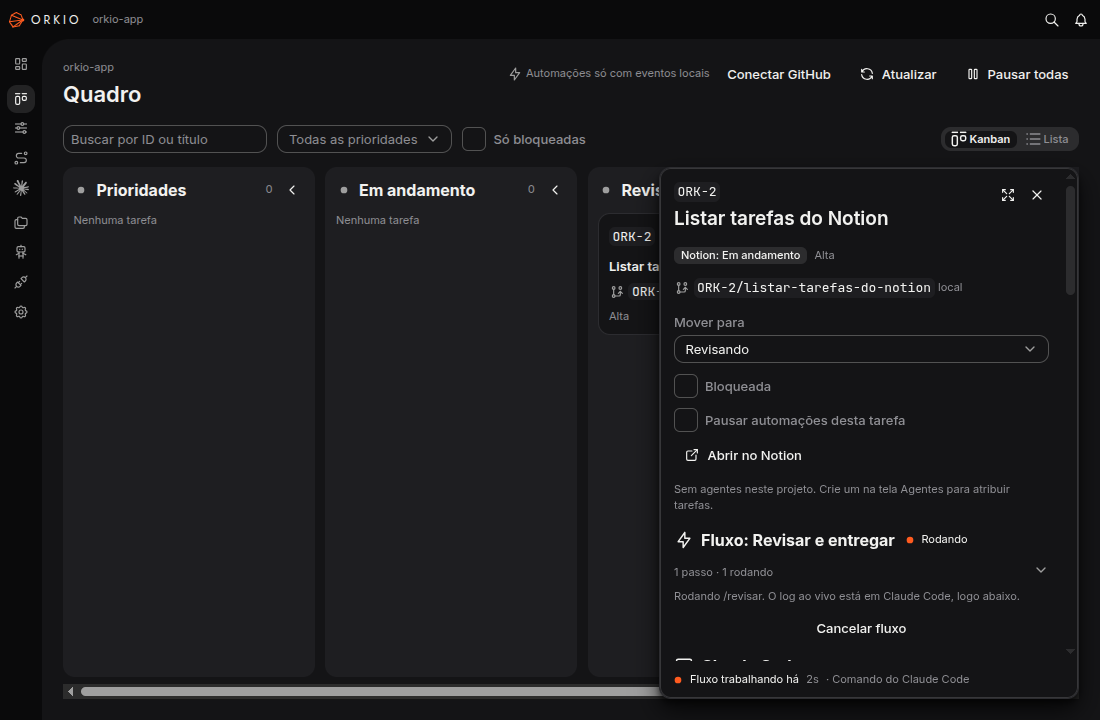 ORKIO orkio-app
orkio-app
Quadro
Automações só com eventos locais
Conectar GitHub
Atualizar
Pausar todas
Buscar por ID ou título
Todas as prioridades
Só bloqueadas
Kanban
Lista
Prioridades 0
Nenhuma tarefa
Em andamento 0
Nenhuma tarefa
Revis
ORK-2
Listar ta
ORK-
Alta
ORK-2
Listar tarefas do Notion
Notion: Em andamento Alta
ORK-2/listar-tarefas-do-notion local
Mover para
Revisando
Bloqueada
Pausar automações desta tarefa
Abrir no Notion
Sem agentes neste projeto. Crie um na tela Agentes para atribuir
tarefas.
Fluxo: Revisar e entregar Rodando
1 passo · 1 rodando
Rodando /revisar. O log ao vivo está em Claude Code, logo abaixo.
Cancelar fluxo
Fluxo trabalhando há 2s · Comando do Claude Code